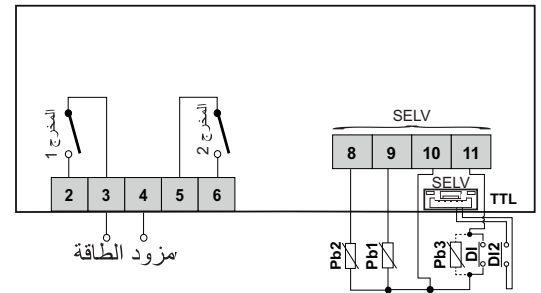 المخرج 1
المخرج 2
SELV
8 9 10 11
2 3 4 5 6
SELV
TTL
مزود الطاقة
Pb2
Pb1
Pb3
DI
DI2